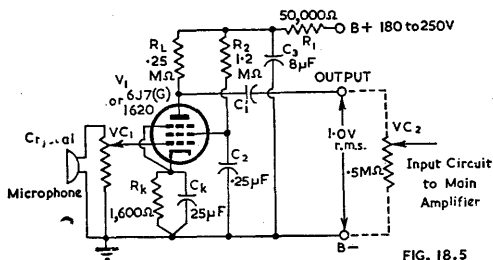 50,000Ω
R1
B+ 180 to 250V
RL
.25
MΩ
R2
1.2
MΩ
C3
8μF
V1
6J7(G)
or 1620
C1
OUTPUT
VC1
Microphone
C2
.25μF
1.0V
r.m.s.
VC2
.5MΩ
Input Circuit
to Main
Amplifier
Rk
1,600Ω
Ck
25μF
B-
FIG. 18.5